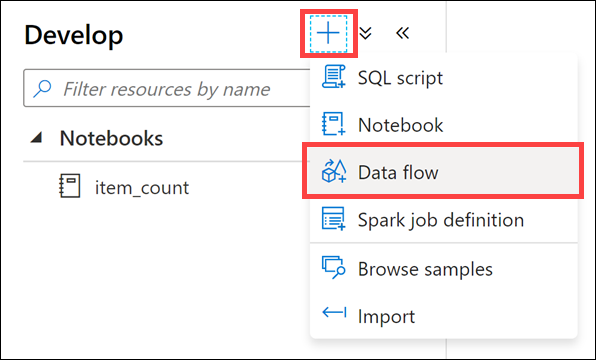 Develop
Filter resources by name
Notebooks
item_count
SQL script
Notebook
Data flow
Spark job definition
Browse samples
Import